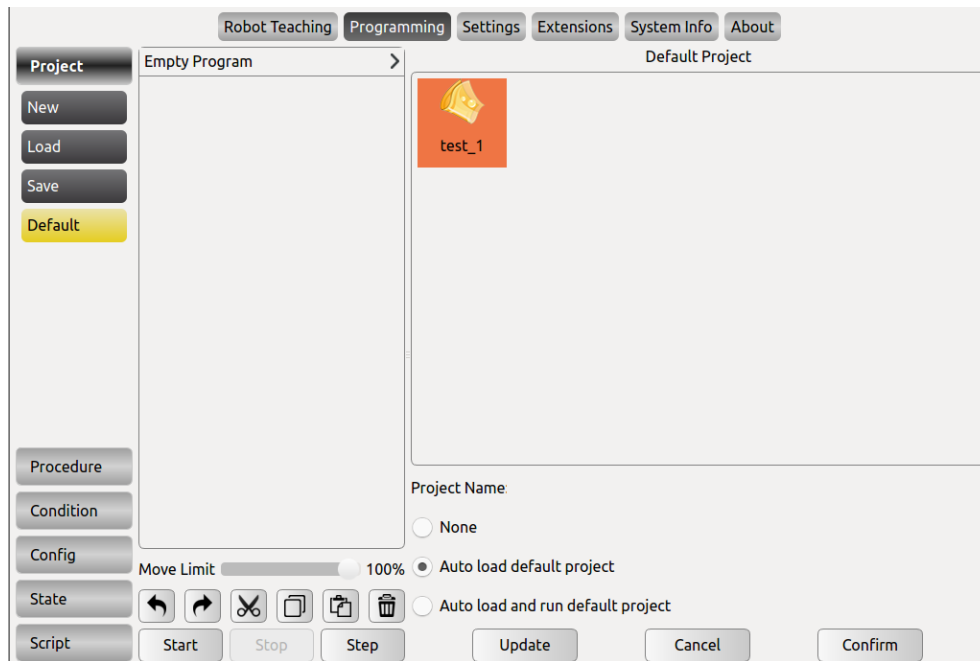 Robot Teaching Programming Settings Extensions System Info About
Project
New
Load
Save
Default
Procedure
Condition
Config
State
Script
Empty Program
Move Limit 100%
Start Stop Step
Default Project
test_1
Project Name:
None
Auto load default project
Auto load and run default project
Update Cancel Confirm